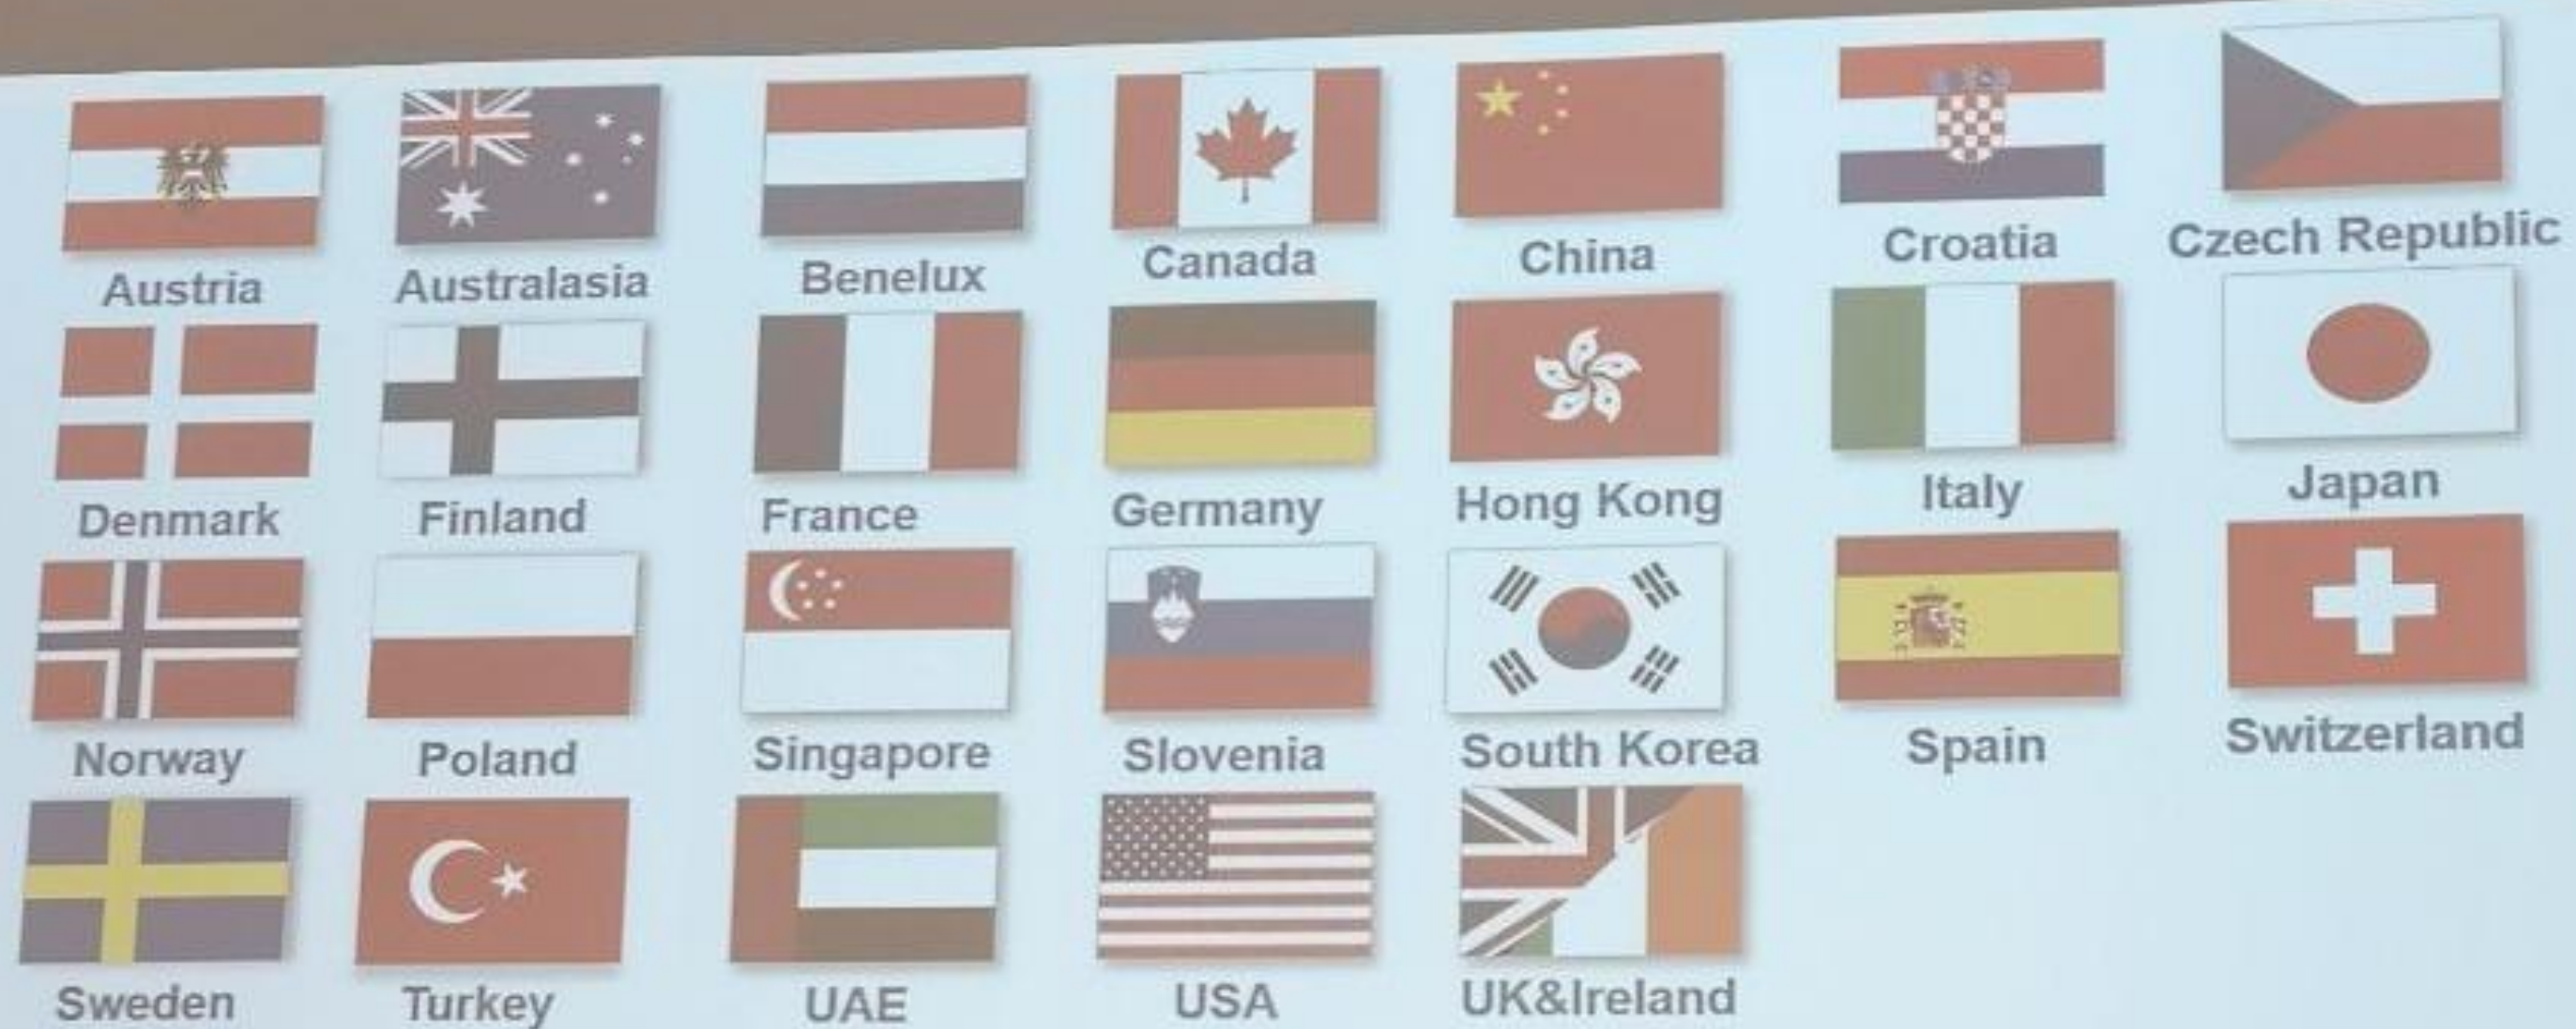 Austria Australasia Benelux Canada China Croatia Czech Republic
Denmark Finland France Germany Hong Kong Italy Japan
Norway Poland Singapore Slovenia South Korea Spain Switzerland
Sweden Turkey UAE USA UK&Ireland